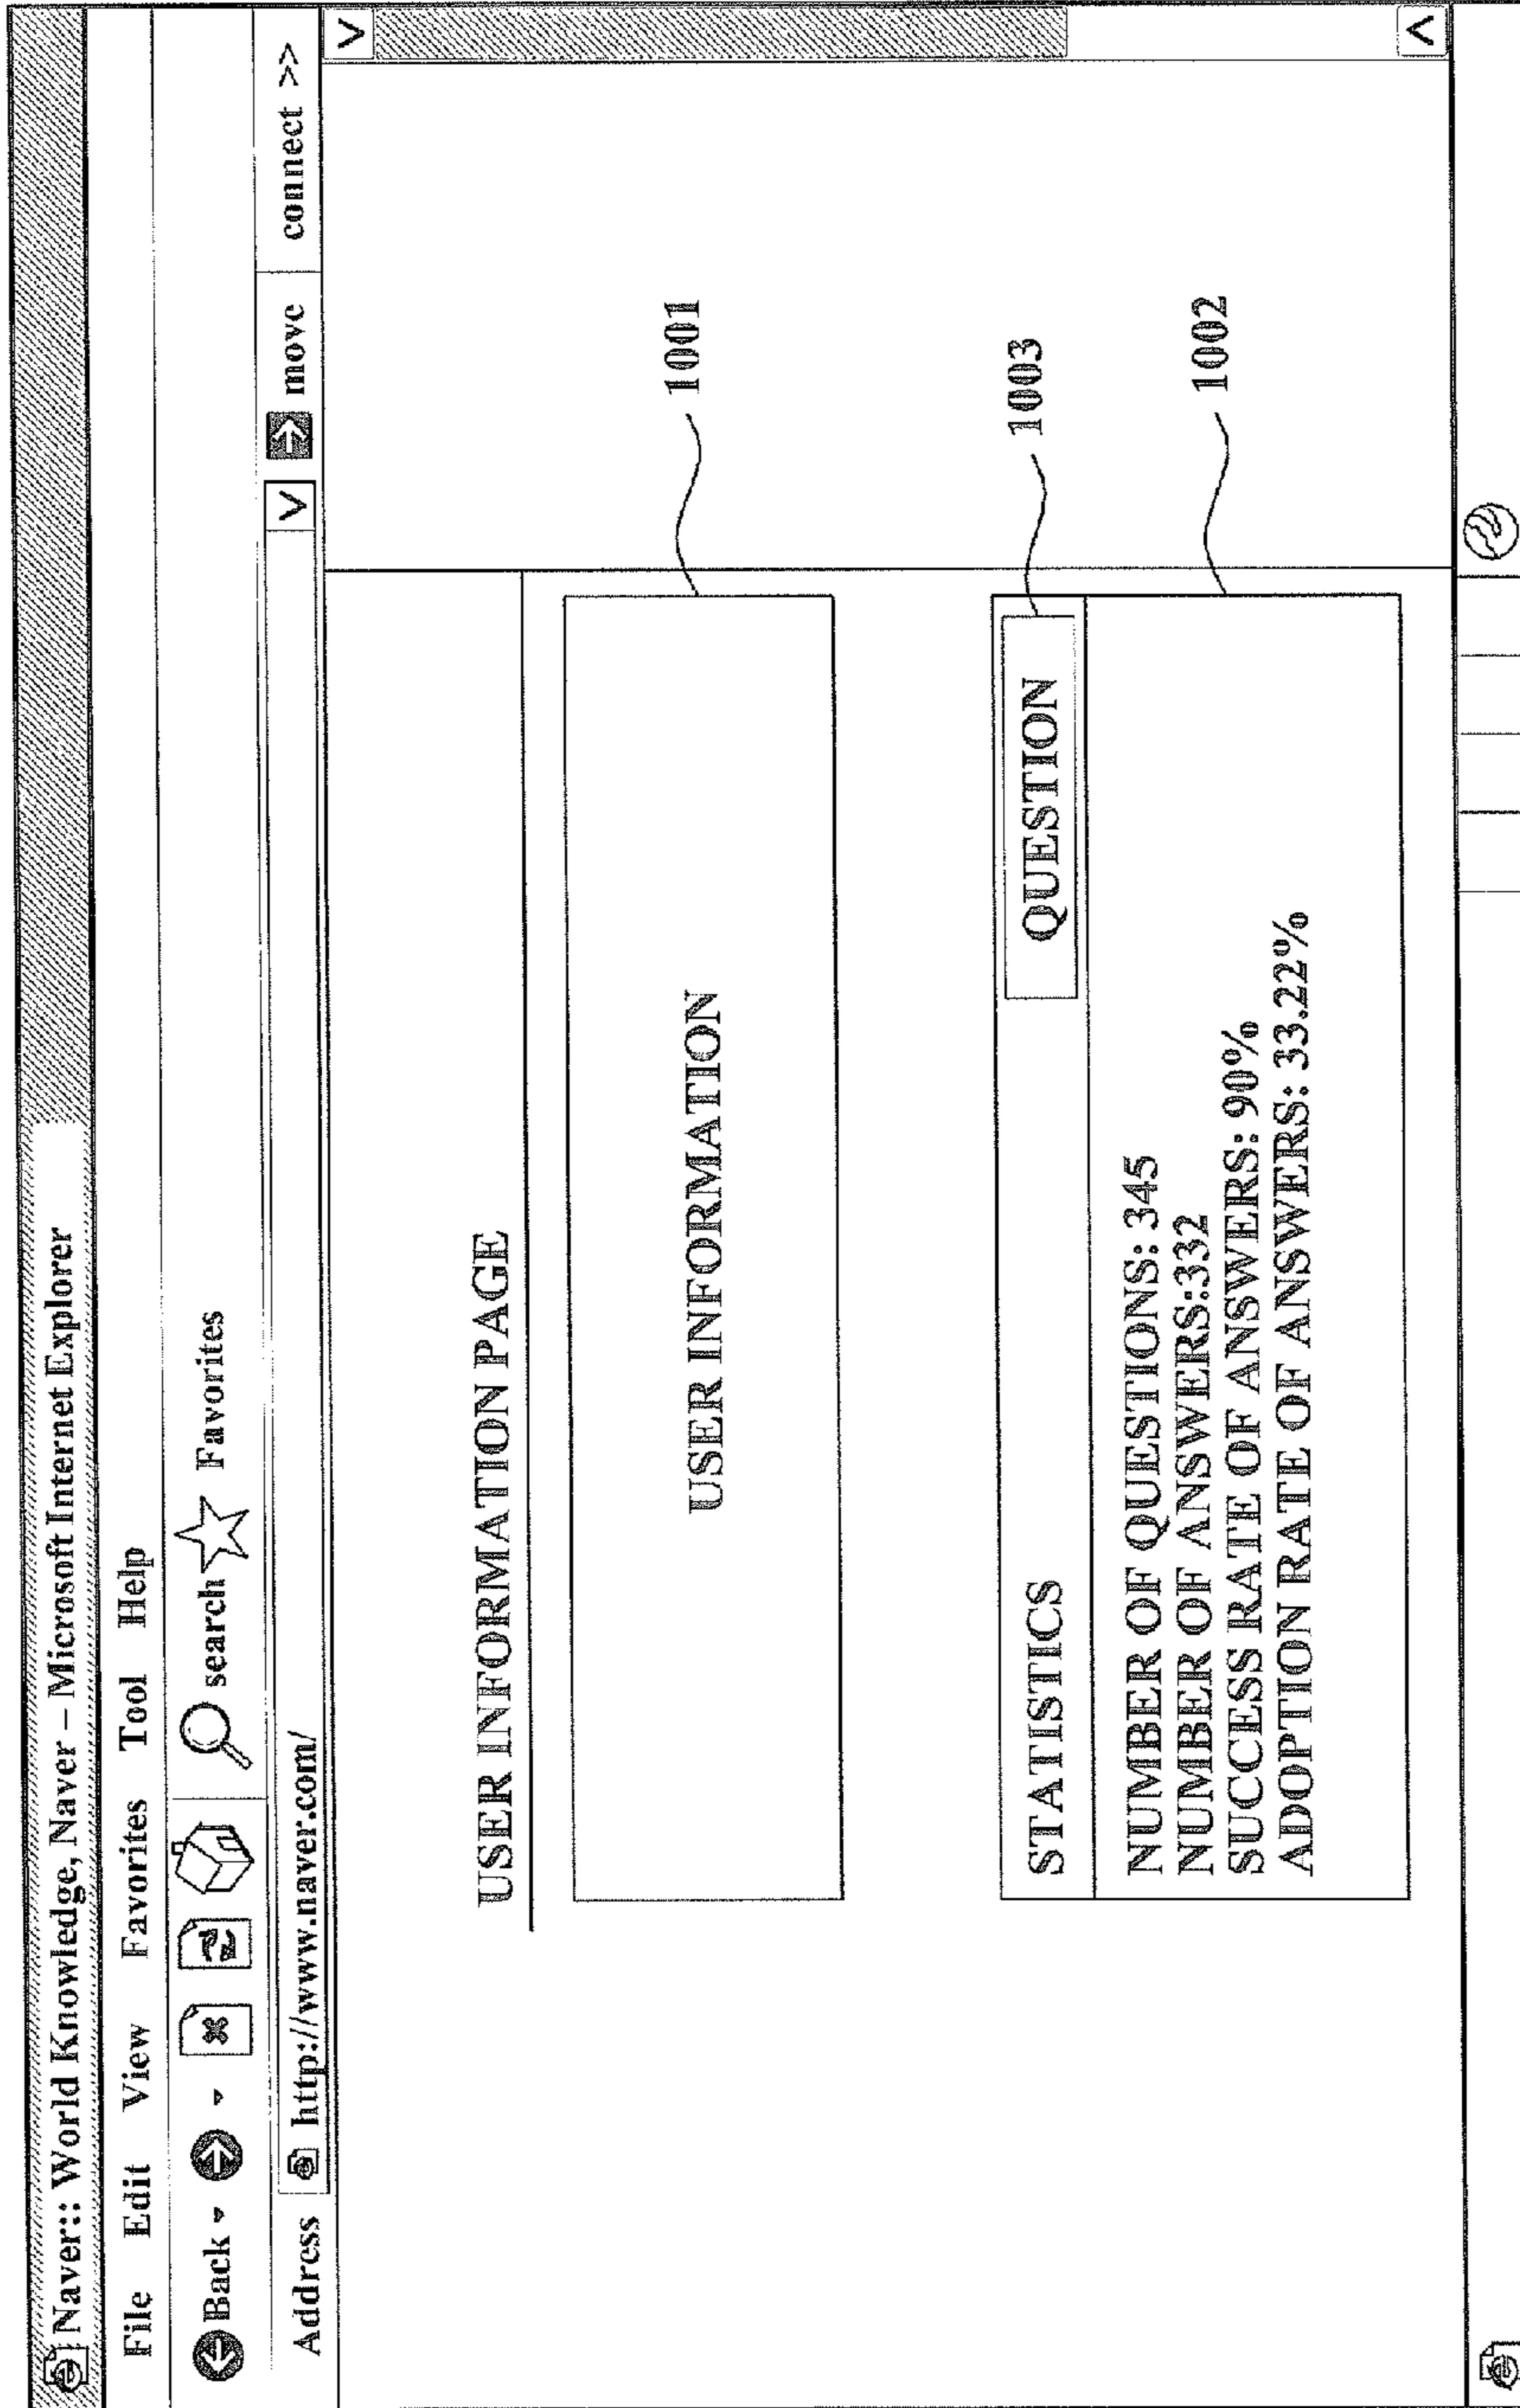 Naver:: World Knowledge, Naver – Microsoft Internet Explorer
File Edit View Favorites Tool Help
Back search Favorites
Address http://www.naver.com/ move connect >>
USER INFORMATION PAGE
USER INFORMATION
1001
STATISTICS QUESTION
1003
NUMBER OF QUESTIONS: 345
NUMBER OF ANSWERS:332
SUCCESS RATE OF ANSWERS: 90%
ADOPTION RATE OF ANSWERS: 33.22%
1002